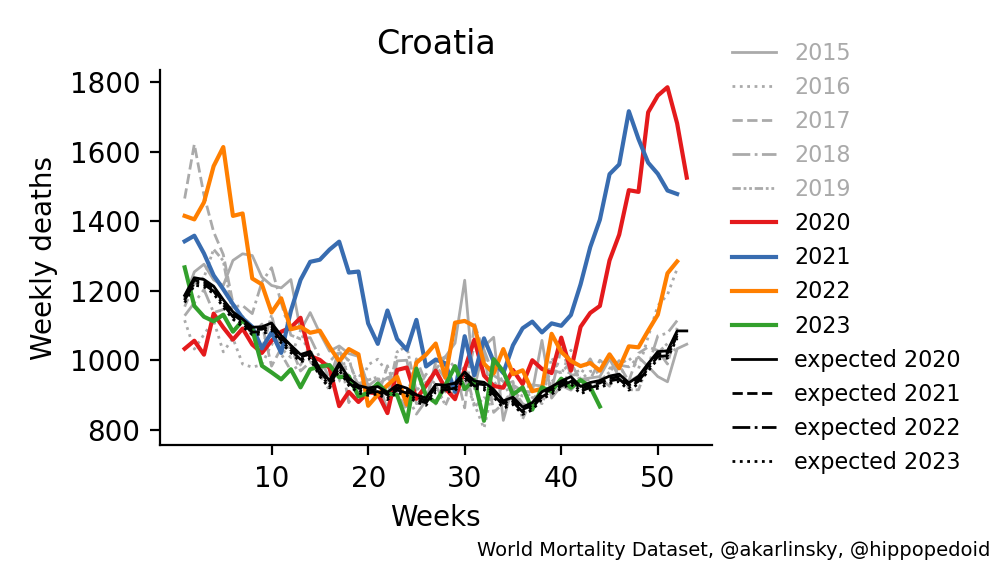 Croatia
Weekly deaths
1800
1600
1400
1200
1000
800
10 20 30 40 50
Weeks
2015
2016
2017
2018
2019
2020
2021
2022
2023
expected 2020
expected 2021
expected 2022
expected 2023
World Mortality Dataset, @akarlinsky, @hippopedoid